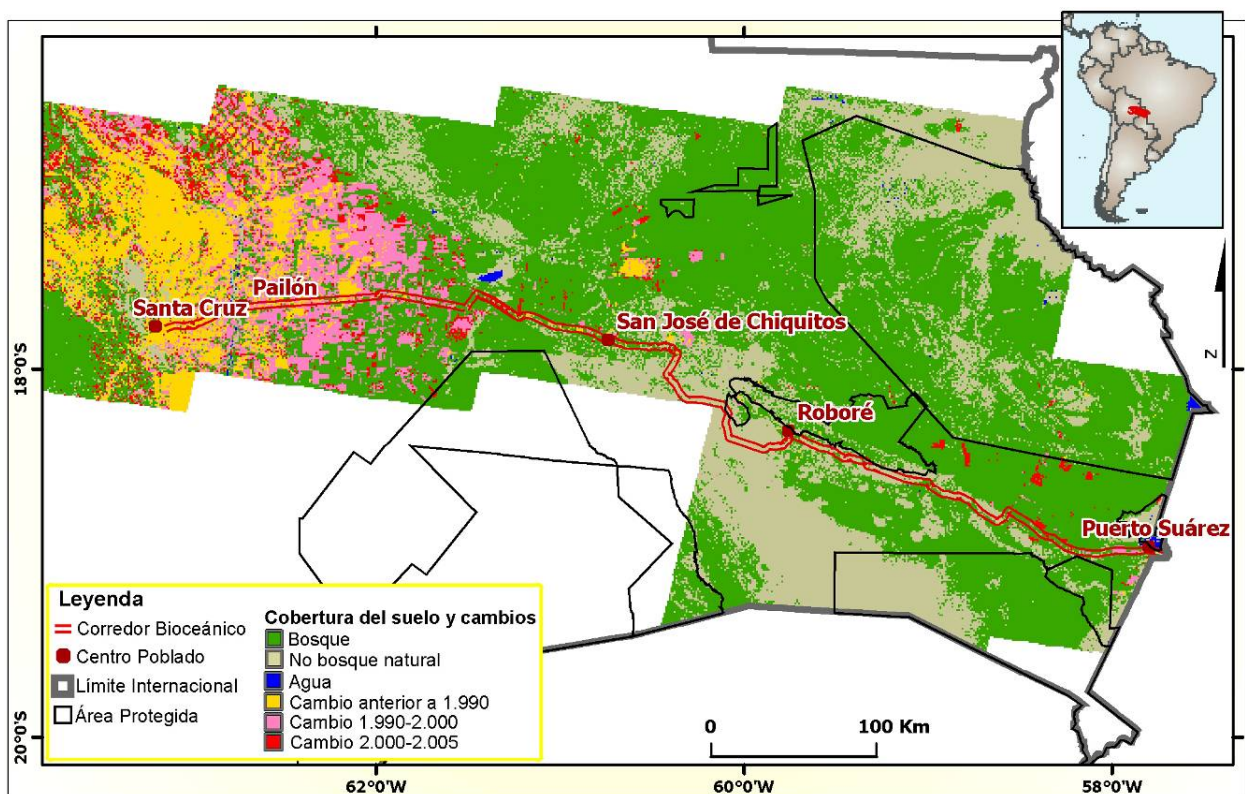 Santa Cruz
Pailón
San José de Chiquitos
Roboré
Puerto Suárez
18°0'S
20°0'S
62°0'W
60°0'W
58°0'W
N
0 100 Km
Leyenda
Corredor Bioceánico
Centro Poblado
Límite Internacional
Área Protegida
Cobertura del suelo y cambios
Bosque
No bosque natural
Agua
Cambio anterior a 1.990
Cambio 1.990-2.000
Cambio 2.000-2.005